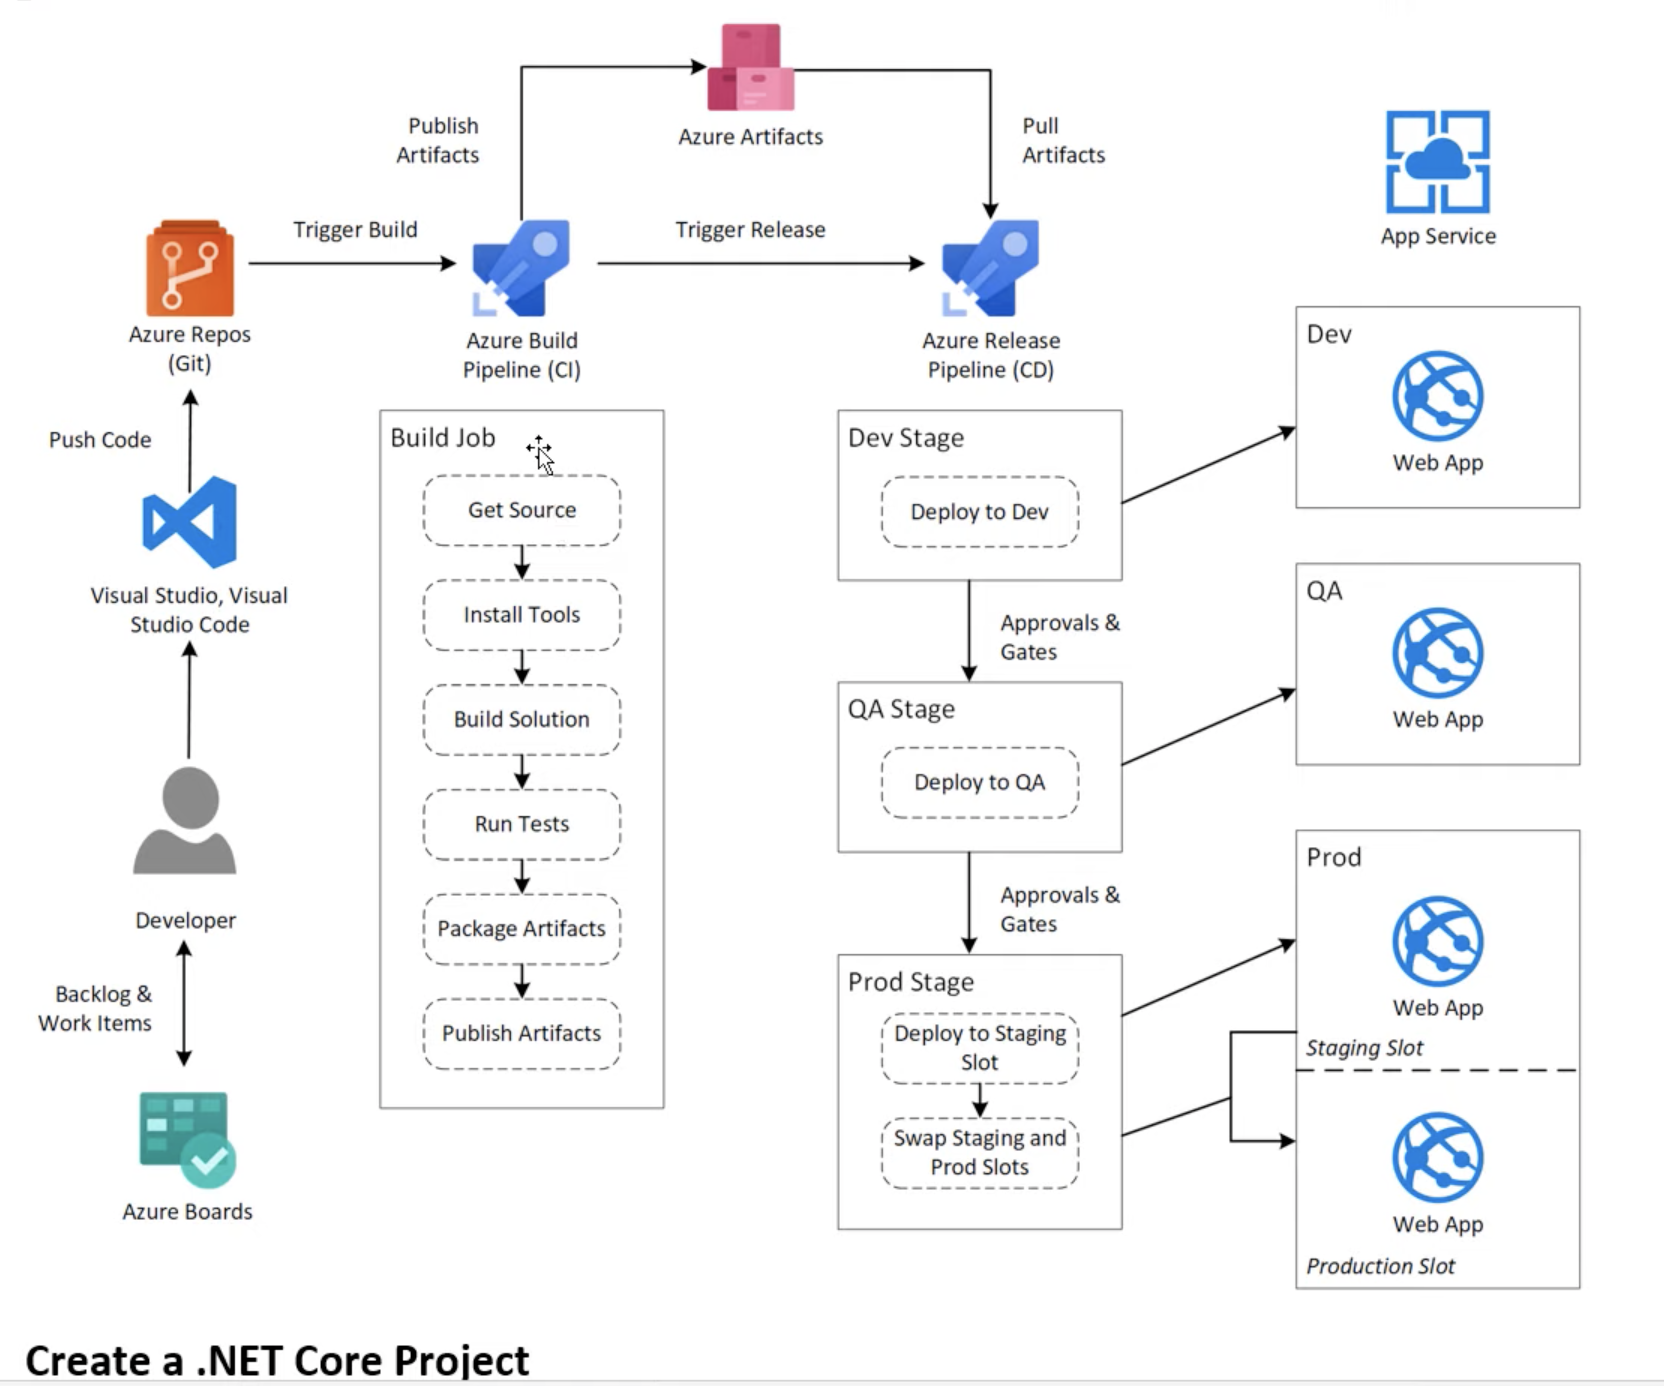 Publish
Artifacts
Azure Artifacts
Pull
Artifacts
App Service
Trigger Build
Trigger Release
Azure Repos
(Git)
Azure Build
Pipeline (CI)
Azure Release
Pipeline (CD)
Push Code
Visual Studio, Visual
Studio Code
Developer
Backlog &
Work Items
Azure Boards
Build Job
Get Source
Install Tools
Build Solution
Run Tests
Package Artifacts
Publish Artifacts
Dev Stage
Deploy to Dev
Approvals &
Gates
QA Stage
Deploy to QA
Approvals &
Gates
Prod Stage
Deploy to Staging
Slot
Swap Staging and
Prod Slots
Dev
Web App
QA
Web App
Prod
Web App
Staging Slot
Web App
Production Slot
Create a .NET Core Project